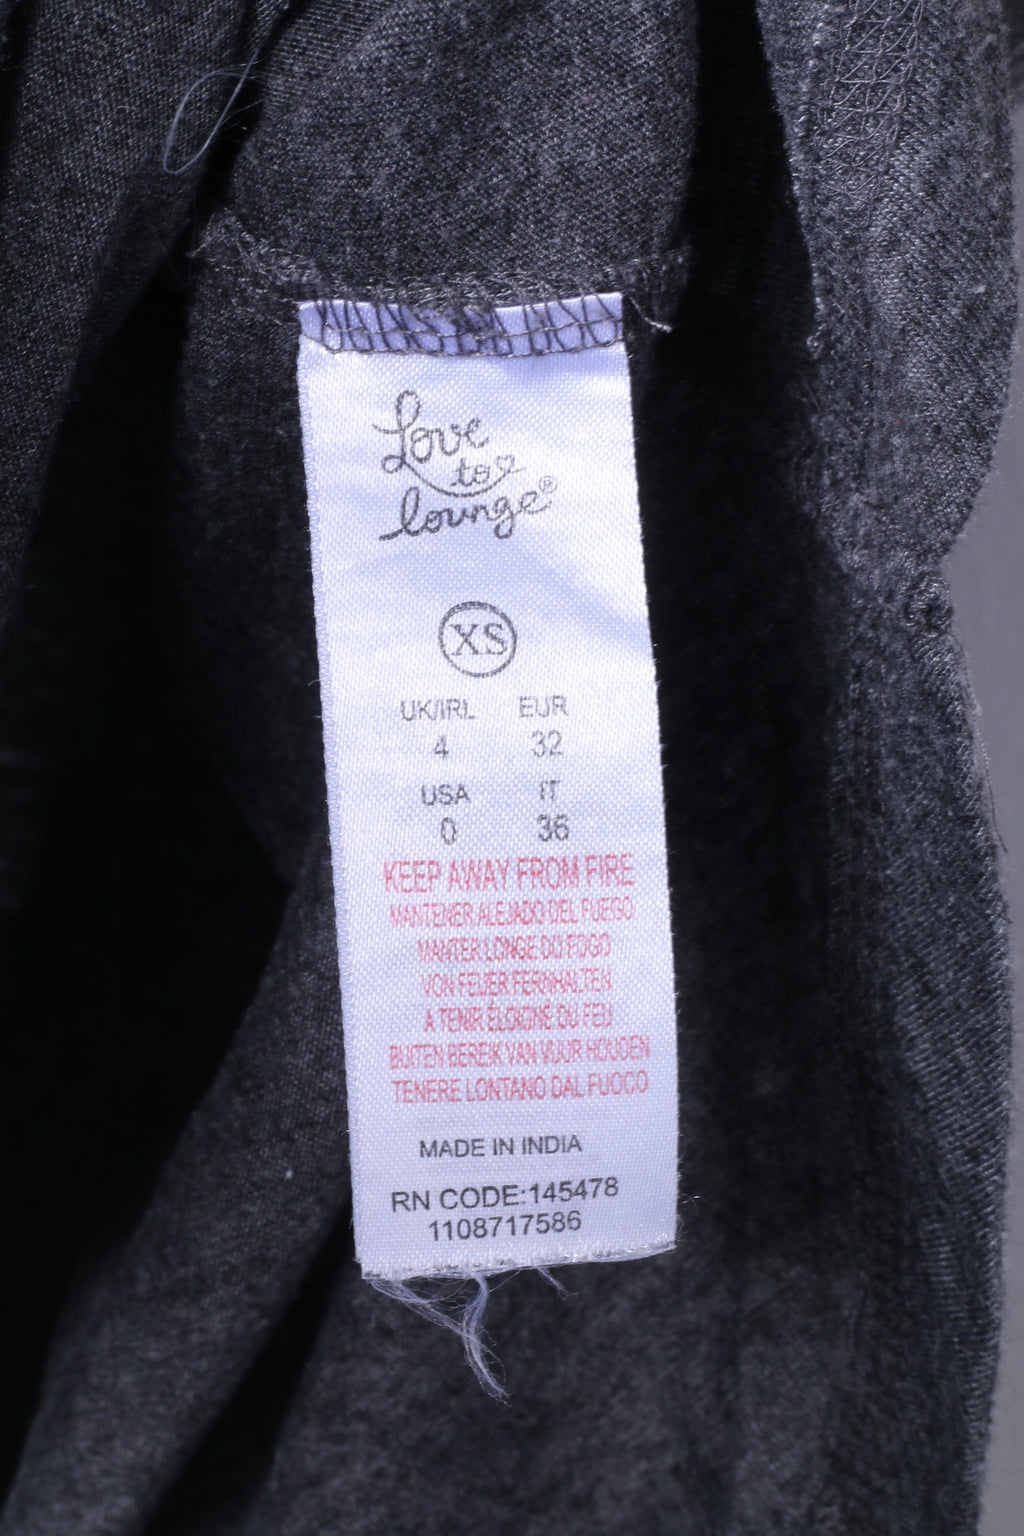 Love
to
lounge®
XS
UK/IRL EUR
4 32
USA IT
0 36
KEEP AWAY FROM FIRE
MANTENER ALEJADO DEL FUEGO
MANTER LONGE DO FOGO
VON FEUER FERNHALTEN
A TENIR ÉLOIGNÉ DU FEU
BUITEN BEREIK VAN VUUR HOUDEN
TENERE LONTANO DAL FUOCO
MADE IN INDIA
RN CODE:145478
1108717586